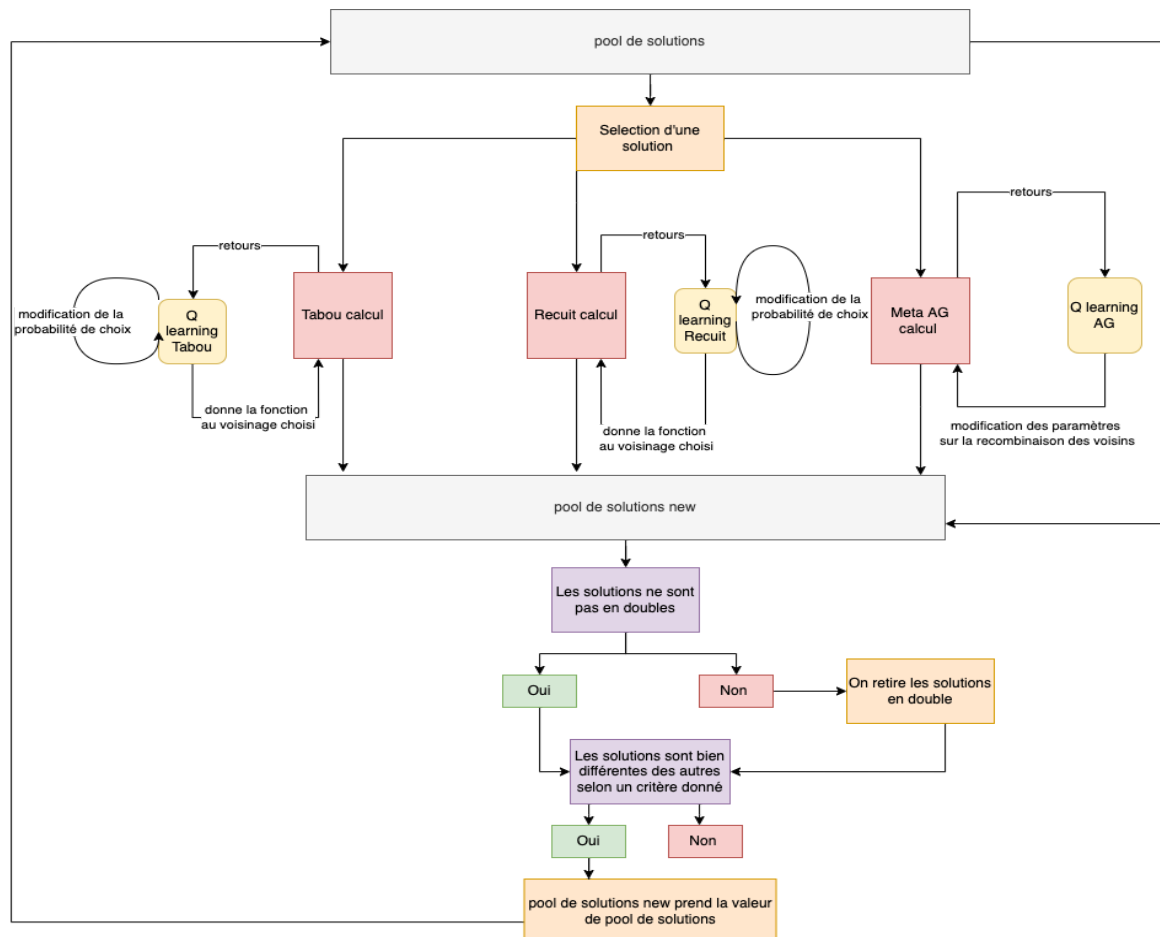 pool de solutions
Selection d'une
solution
retours
retours
retours
modification de la
probabilité de choix
Q
learning
Tabou
Tabou calcul
Recuit calcul
Q
learning
Recuit
modification de la
probabilité de choix
Meta AG
calcul
Q learning
AG
donne la fonction
au voisinage choisi
donne la fonction
au voisinage choisi
modification des paramètres
sur la recombinaison des voisins
pool de solutions new
Les solutions ne sont
pas en doubles
Oui
Non
On retire les solutions
en double
Les solutions sont bien
différentes des autres
selon un critère donné
Oui
Non
pool de solutions new prend la valeur
de pool de solutions